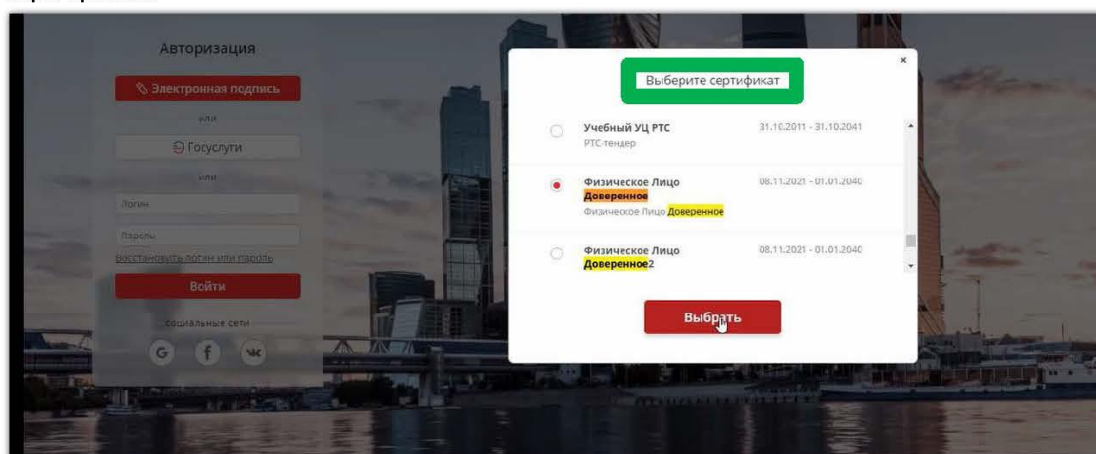 Авторизация
Электронная подпись
или
Госуслуги
или
Логин
Пароль
Восстановить логин или пароль
Войти
социальные сети
G f
Выберите сертификат
×
Учебный УЦ РТС 31.10.2011 - 31.10.2041
РТС-тендер
Физическое Лицо 08.11.2021 - 01.01.2040
Доверенное
Физическое Лицо Доверенное
Физическое Лицо 08.11.2021 - 01.01.2040
Доверенное2
Выбрать